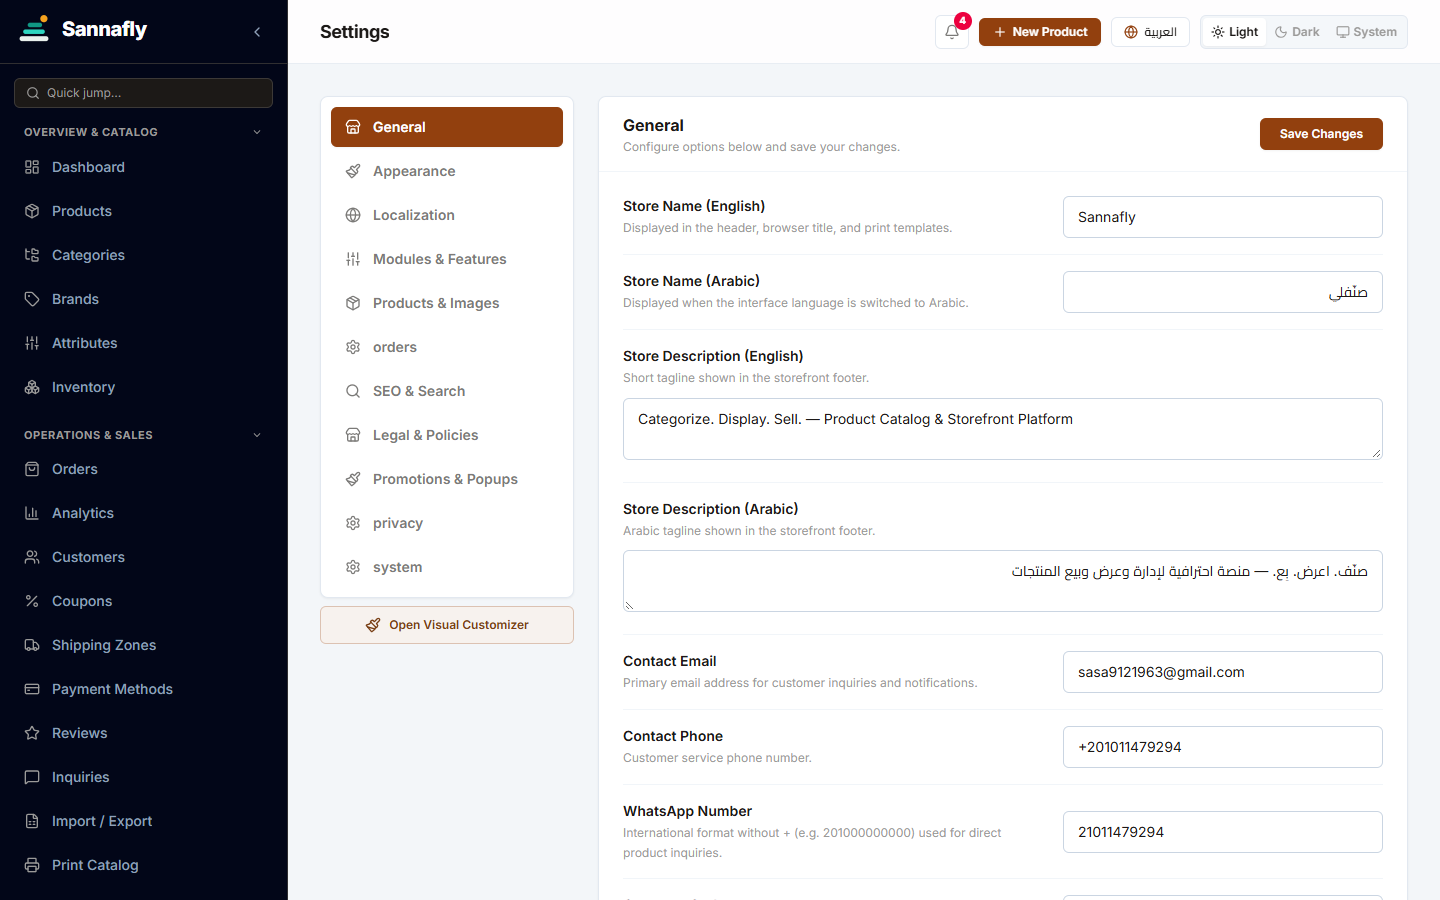 Sannafly
Quick jump...
OVERVIEW & CATALOG
Dashboard
Products
Categories
Brands
Attributes
Inventory
OPERATIONS & SALES
Orders
Analytics
Customers
Coupons
Shipping Zones
Payment Methods
Reviews
Inquiries
Import / Export
Print Catalog
Settings
4
New Product
العربية
Light
Dark
System
General
Appearance
Localization
Modules & Features
Products & Images
orders
SEO & Search
Legal & Policies
Promotions & Popups
privacy
system
Open Visual Customizer
General
Configure options below and save your changes.
Save Changes
Store Name (English)
Displayed in the header, browser title, and print templates.
Sannafly
Store Name (Arabic)
Displayed when the interface language is switched to Arabic.
صنّفلي
Store Description (English)
Short tagline shown in the storefront footer.
Categorize. Display. Sell. — Product Catalog & Storefront Platform
Store Description (Arabic)
Arabic tagline shown in the storefront footer.
صنّف. اعرض. بِع. — منصة احترافية لإدارة وعرض وبيع المنتجات
Contact Email
Primary email address for customer inquiries and notifications.
sasa9121963@gmail.com
Contact Phone
Customer service phone number.
+201011479294
WhatsApp Number
International format without + (e.g. 201000000000) used for direct
product inquiries.
21011479294